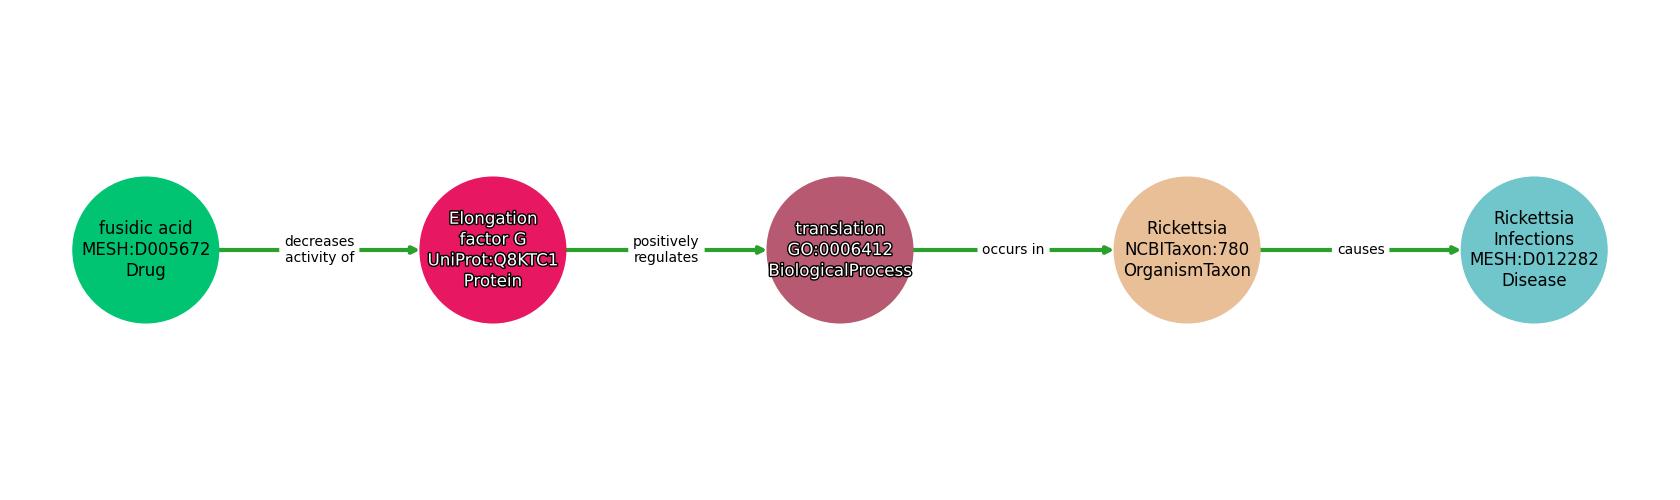 fusidic acid
MESH:D005672
Drug
decreases
activity of
Elongation
factor G
UniProt:Q8KTC1
Protein
positively
regulates
translation
GO:0006412
BiologicalProcess
occurs in
Rickettsia
NCBITaxon:780
OrganismTaxon
causes
Rickettsia
Infections
MESH:D012282
Disease